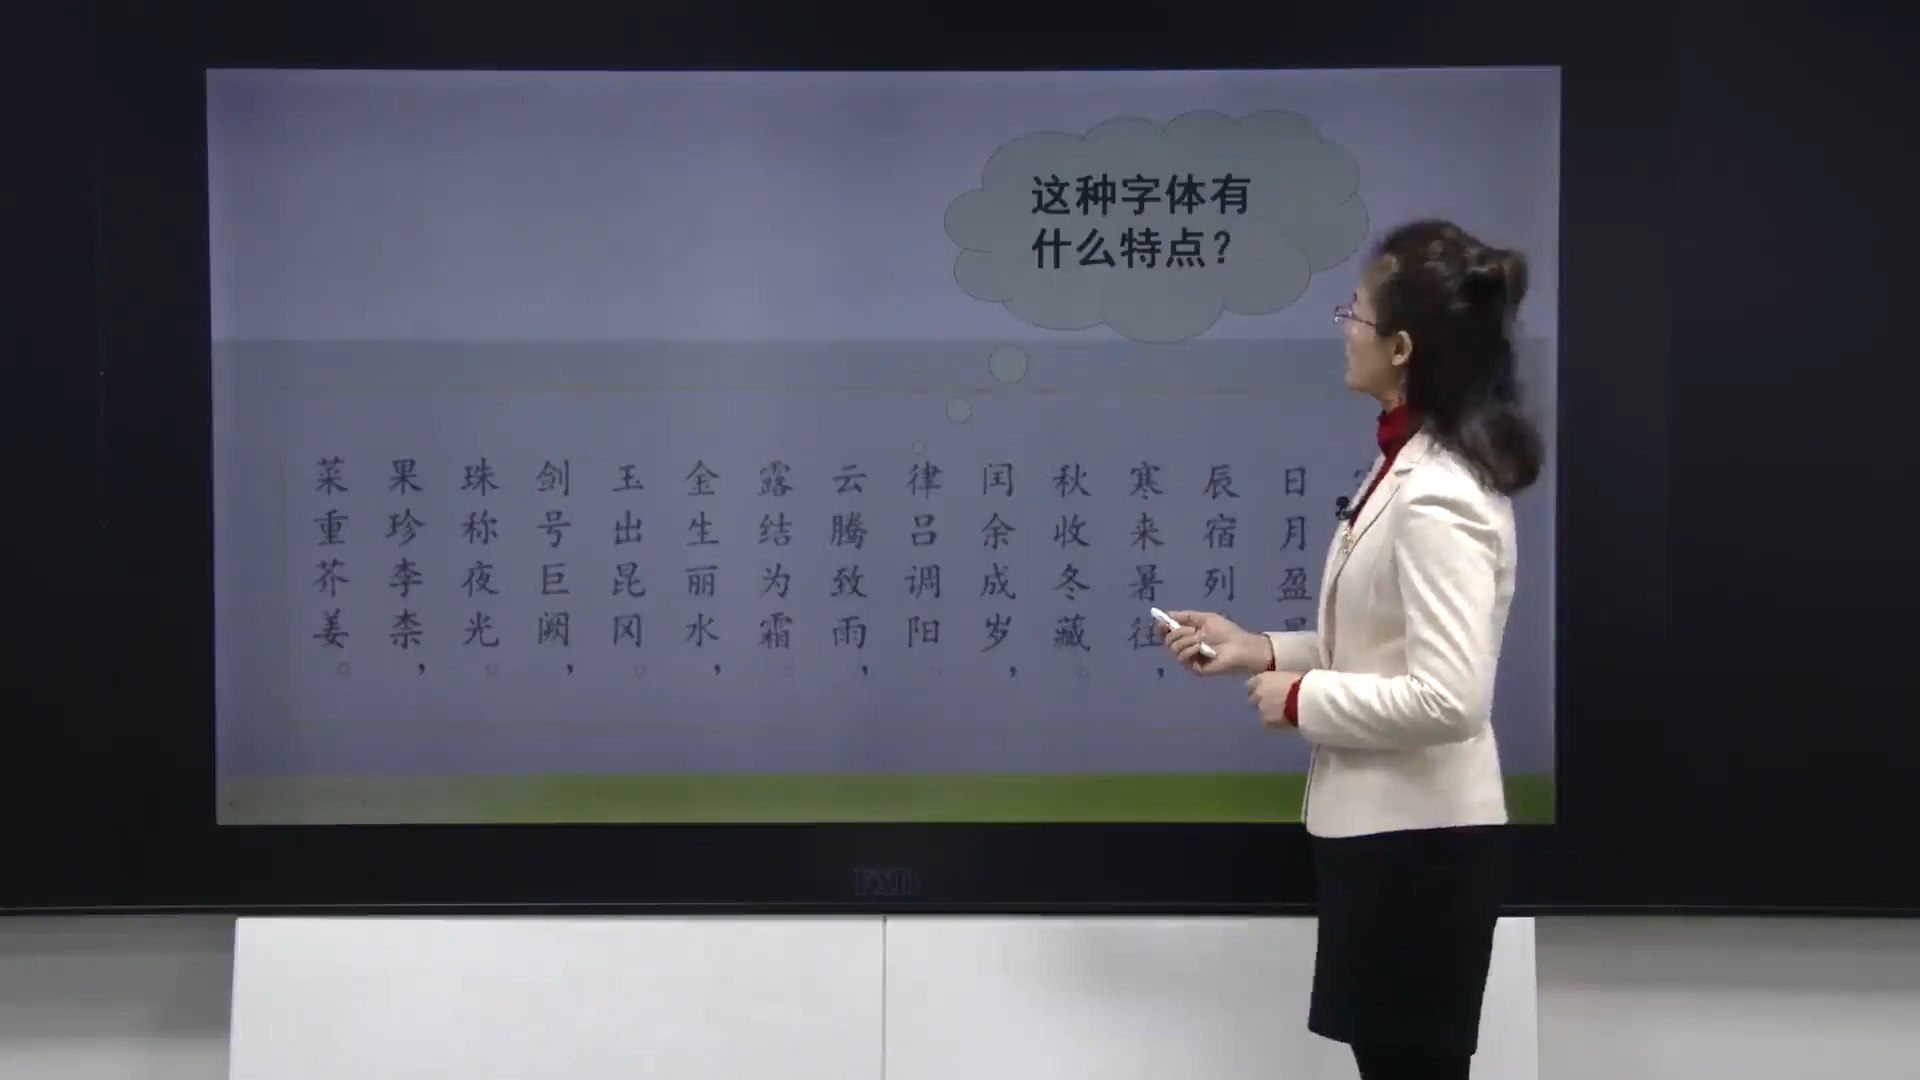 这种字体有
什么特点？
日月盈
辰宿列
寒来暑往，
秋收冬藏。
闰余成岁，
律吕调阳。
云腾致雨，
露结为霜。
金生丽水，
玉出昆冈。
剑号巨阙，
珠称夜光。
果珍李柰，
菜重芥姜。